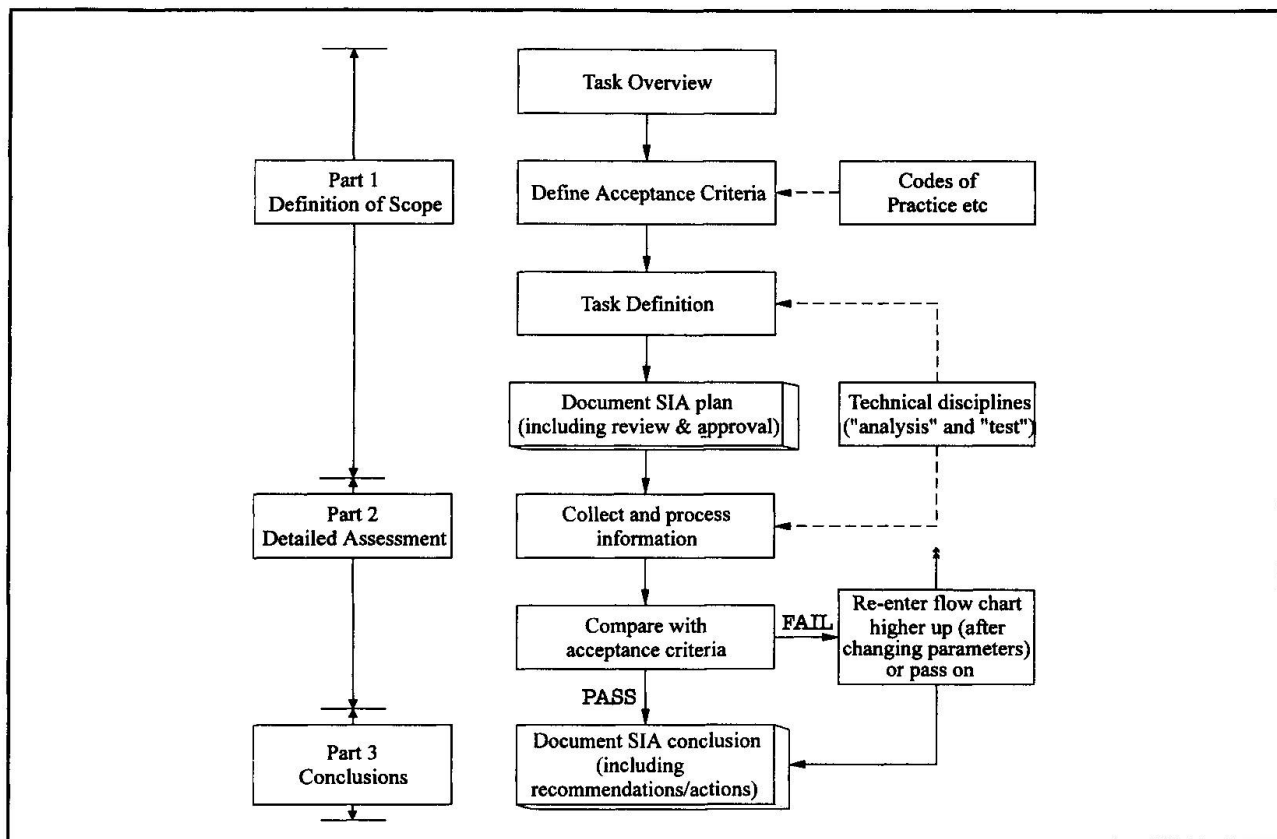 Task Overview
Part 1
Definition of Scope
Define Acceptance Criteria
Codes of
Practice etc
Task Definition
Document SIA plan
(including review & approval)
Technical disciplines
("analysis" and "test")
Part 2
Detailed Assessment
Collect and process
information
Compare with
acceptance criteria
FAIL
Re-enter flow chart
higher up (after
changing parameters)
or pass on
PASS
Part 3
Conclusions
Document SIA conclusion
(including
recommendations/actions)